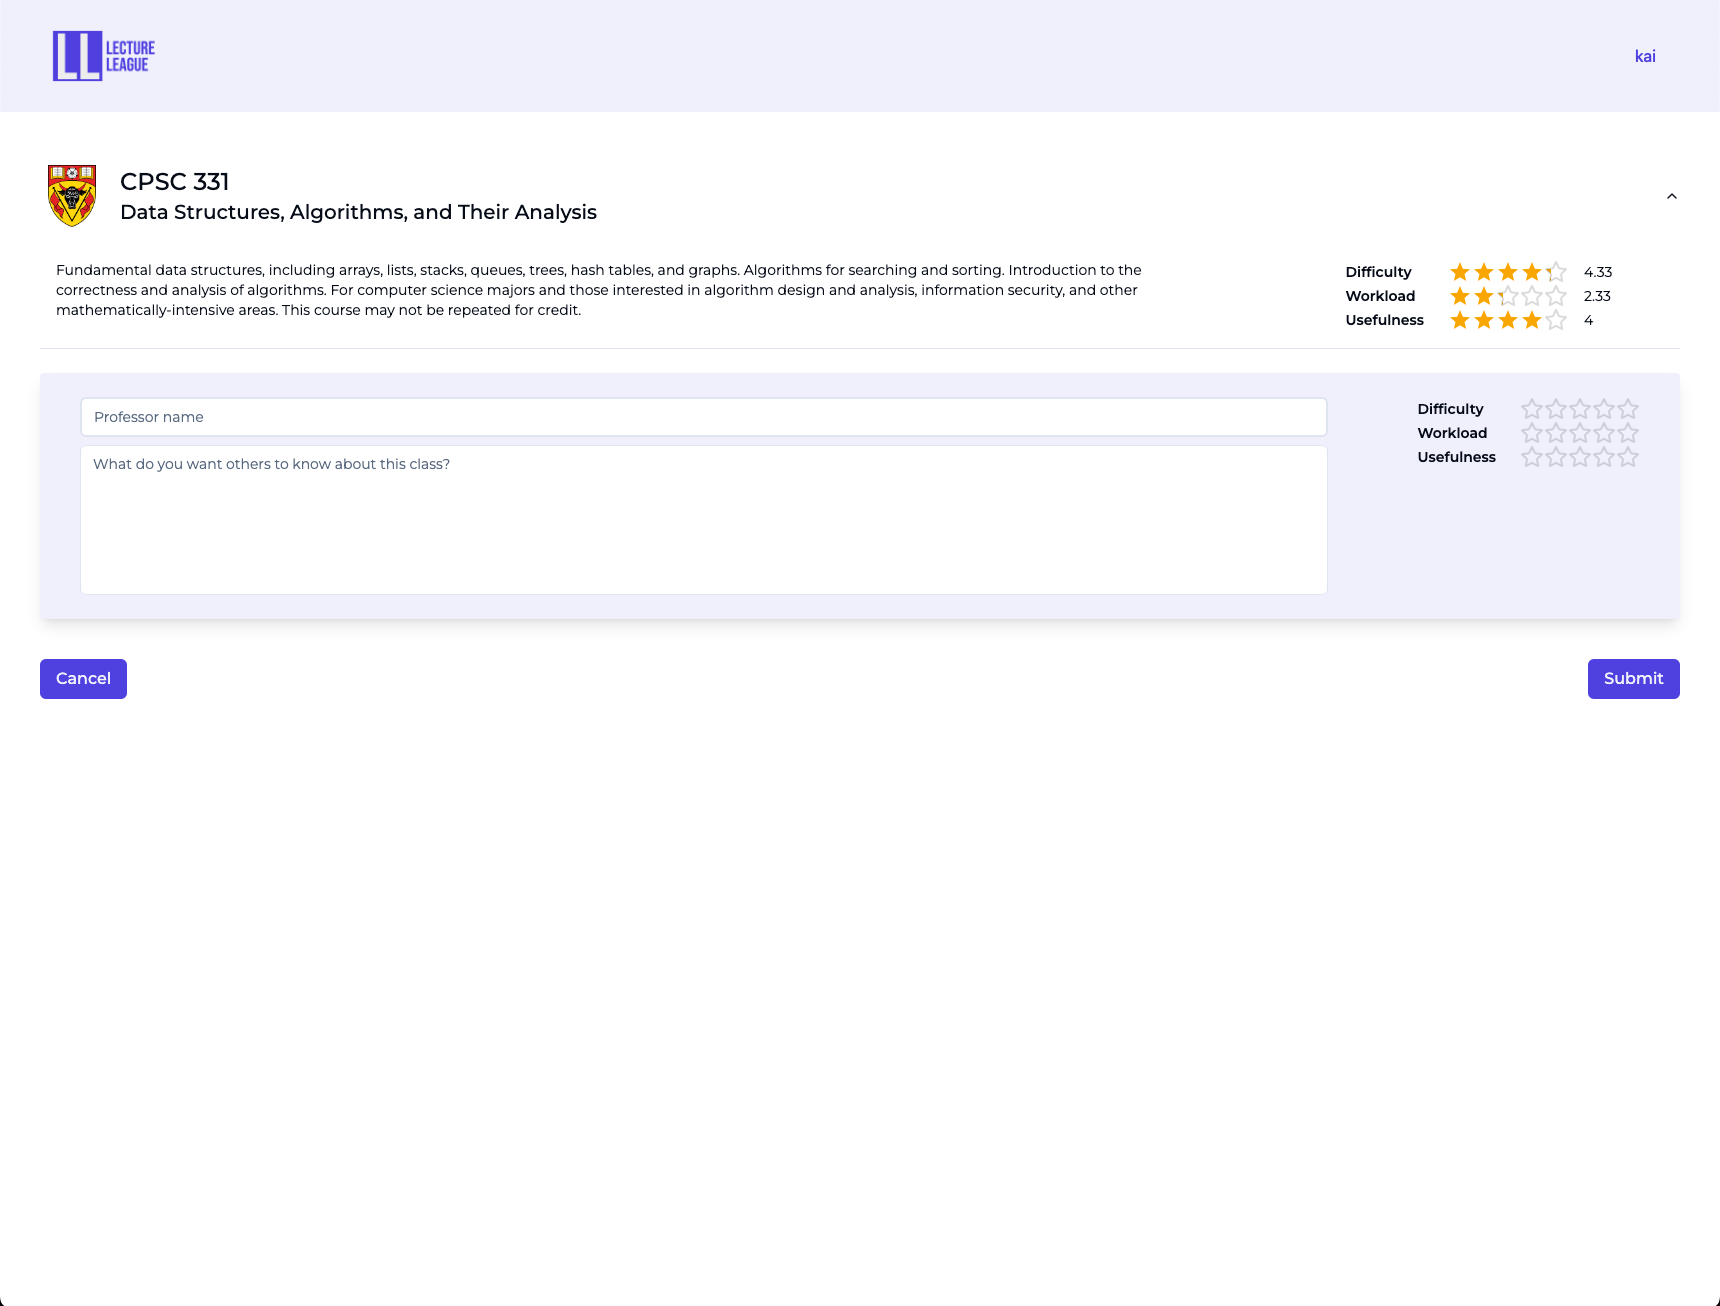 LECTURE
LEAGUE
kai
CPSC 331
Data Structures, Algorithms, and Their Analysis
Fundamental data structures, including arrays, lists, stacks, queues, trees, hash tables, and graphs. Algorithms for searching and sorting. Introduction to the
correctness and analysis of algorithms. For computer science majors and those interested in algorithm design and analysis, information security, and other
mathematically-intensive areas. This course may not be repeated for credit.
Difficulty 4.33
Workload 2.33
Usefulness 4
Professor name
What do you want others to know about this class?
Difficulty
Workload
Usefulness
Cancel
Submit